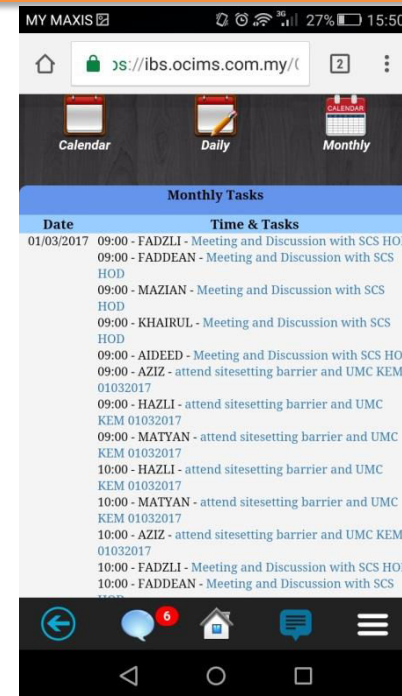 MY MAXIS 3G 27% 15:50
ɔs://ibs.ocims.com.my/( 2
Calendar Daily CALENDAR Monthly
Monthly Tasks
Date Time & Tasks
01/03/2017 09:00 - FADZLI - Meeting and Discussion with SCS HO
09:00 - FADDEAN - Meeting and Discussion with SCS
HOD
09:00 - MAZIAN - Meeting and Discussion with SCS
HOD
09:00 - KHAIRUL - Meeting and Discussion with SCS
HOD
09:00 - AIDEED - Meeting and Discussion with SCS HO
09:00 - AZIZ - attend sitesetting barrier and UMC KEM
01032017
09:00 - HAZLI - attend sitesetting barrier and UMC
KEM 01032017
09:00 - MATYAN - attend sitesetting barrier and UMC
KEM 01032017
10:00 - HAZLI - attend sitesetting barrier and UMC
KEM 01032017
10:00 - MATYAN - attend sitesetting barrier and UMC
KEM 01032017
10:00 - AZIZ - attend sitesetting barrier and UMC KEM
01032017
10:00 - FADZLI - Meeting and Discussion with SCS HO
10:00 - FADDEAN - Meeting and Discussion with SCS
6